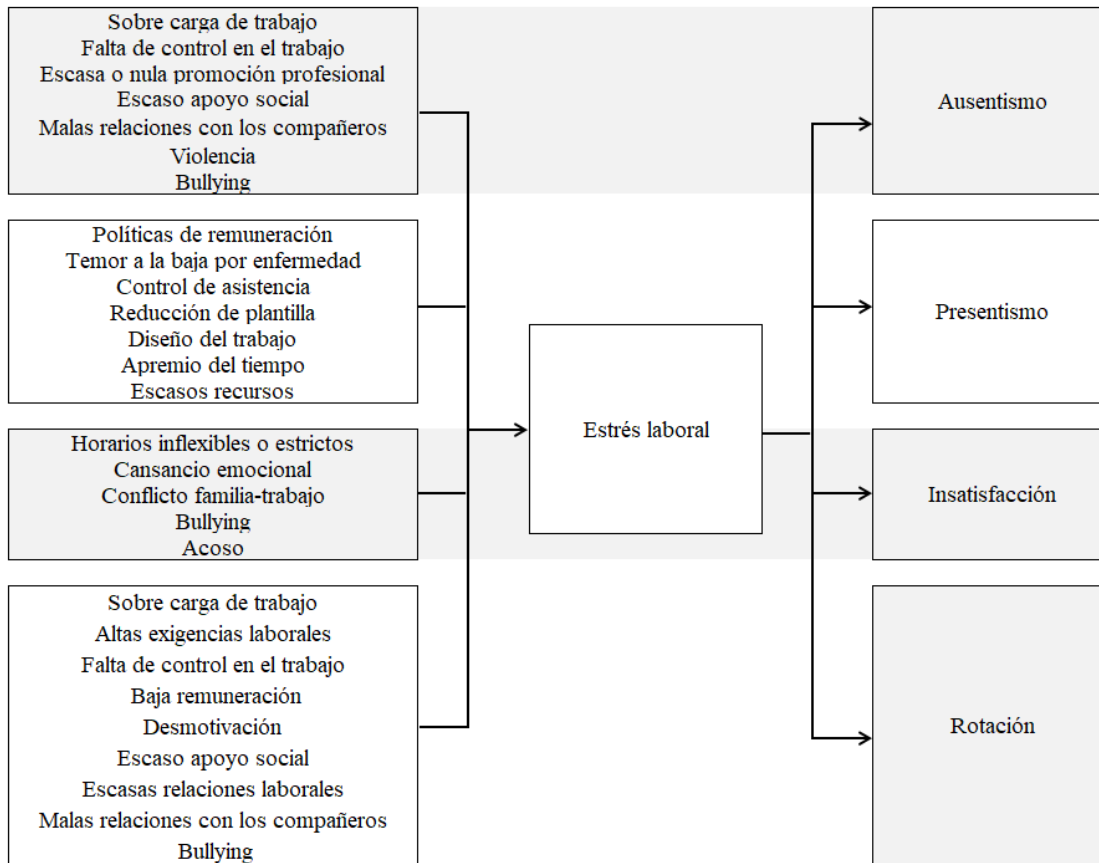 Sobre carga de trabajo
Falta de control en el trabajo
Escasa o nula promoción profesional
Escaso apoyo social
Malas relaciones con los compañeros
Violencia
Bullying
Ausentismo
Políticas de remuneración
Temor a la baja por enfermedad
Control de asistencia
Reducción de plantilla
Diseño del trabajo
Apremio del tiempo
Escasos recursos
Presentismo
Estrés laboral
Horarios inflexibles o estrictos
Cansancio emocional
Conflicto familia-trabajo
Bullying
Acoso
Insatisfacción
Sobre carga de trabajo
Altas exigencias laborales
Falta de control en el trabajo
Baja remuneración
Desmotivación
Escaso apoyo social
Escasas relaciones laborales
Malas relaciones con los compañeros
Bullying
Rotación